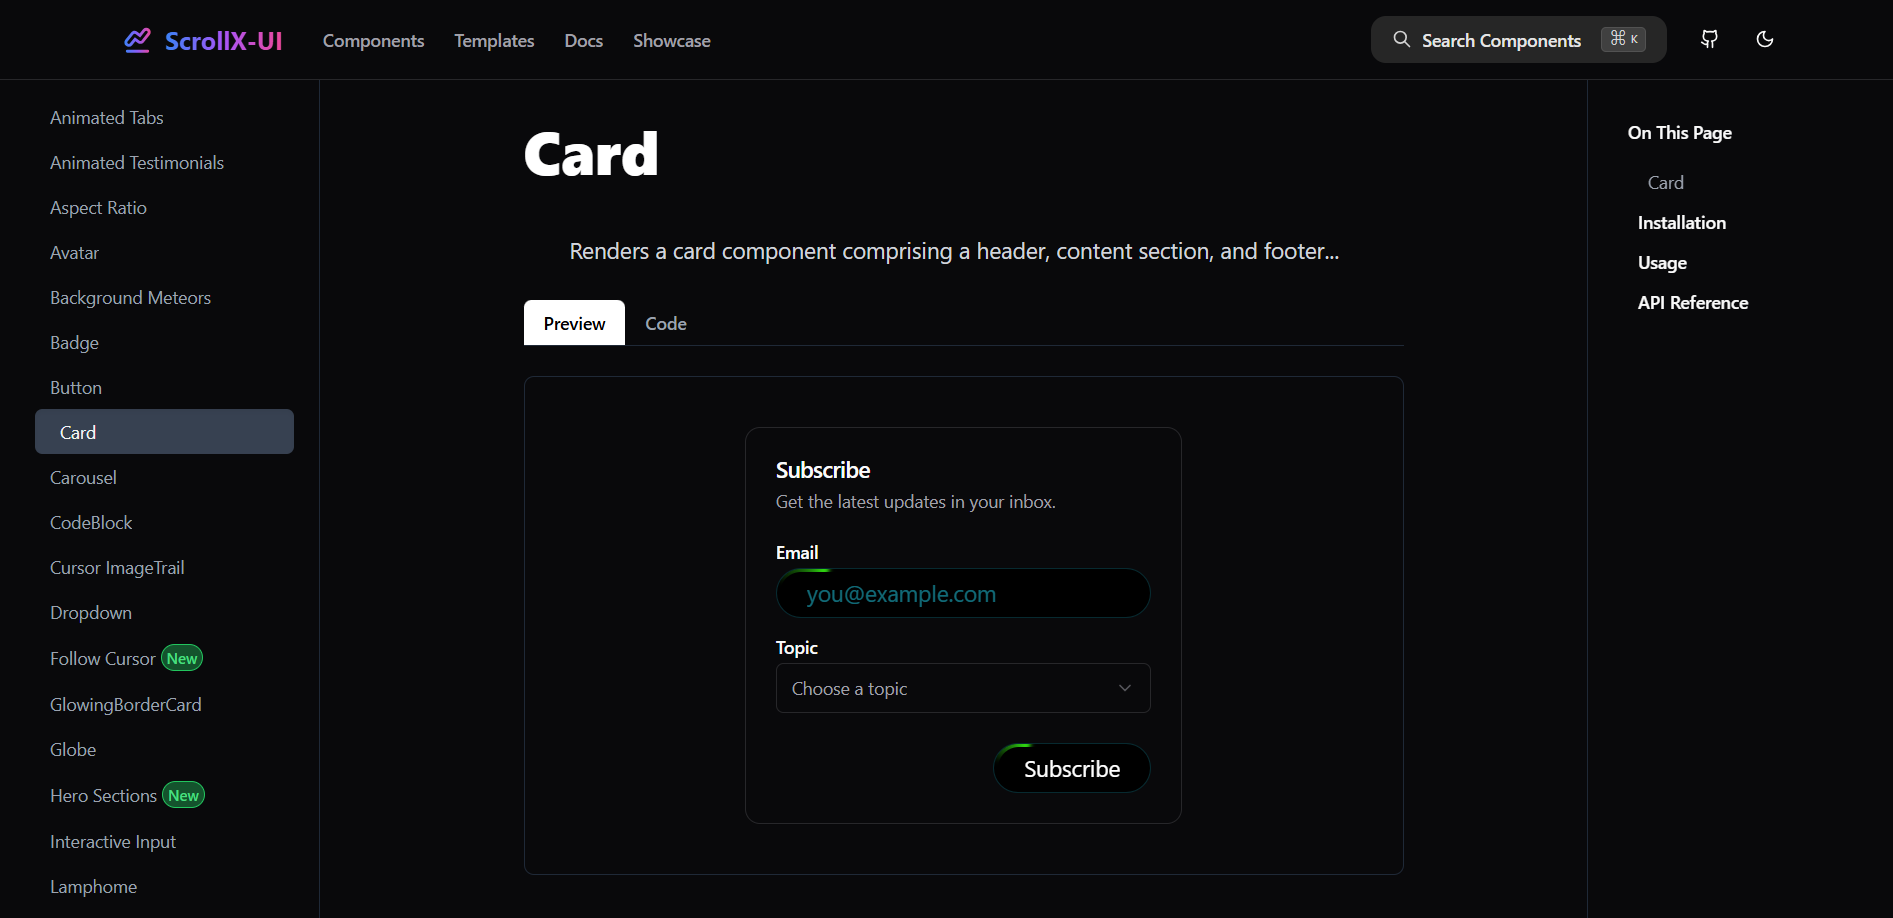 ScrollX-UI
Components
Templates
Docs
Showcase
Search Components
⌘ K
Animated Tabs
Animated Testimonials
Aspect Ratio
Avatar
Background Meteors
Badge
Button
Card
Carousel
CodeBlock
Cursor ImageTrail
Dropdown
Follow Cursor New
GlowingBorderCard
Globe
Hero Sections New
Interactive Input
Lamphome
Card
Renders a card component comprising a header, content section, and footer...
Preview
Code
Subscribe
Get the latest updates in your inbox.
Email
you@example.com
Topic
Choose a topic
Subscribe
On This Page
Card
Installation
Usage
API Reference